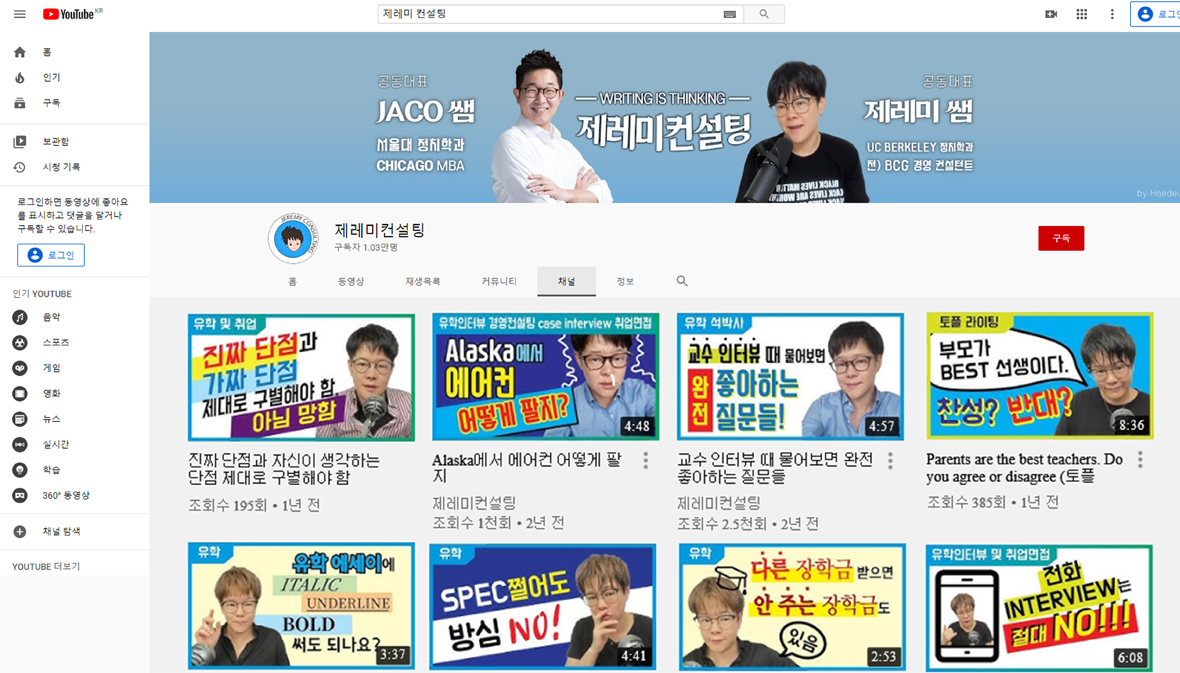 YouTube KR
제레미 컨설팅
로그인
홈
인기
구독
보관함
시청 기록
로그인하면 동영상에 좋아요
를 표시하고 댓글을 달거나
구독할 수 있습니다.
로그인
인기 YOUTUBE
음악
스포츠
게임
영화
뉴스
실시간
학습
360° 동영상
채널 탐색
YOUTUBE 더보기
공동대표
JACO 쌤
서울대 정치학과
CHICAGO MBA
WRITING IS THINKING
제레미컨설팅
공동대표
제레미 쌤
UC BERKELEY 정치학과
전) BCG 경영 컨설턴트
JEREMY CONSULTING
제레미컨설팅
구독자 1.03만명
구독
홈
동영상
재생목록
커뮤니티
채널
정보
유학 및 취업
진짜 단점과
가짜 단점
제대로 구별해야 함
아님 망함
진짜 단점과 자신이 생각하는
단점 제대로 구별해야 함
조회수 195회 • 1년 전
유학인터뷰 경영컨설팅 case interview 취업면접
Alaska에서
에어컨
어떻게 팔지?
4:48
Alaska에서 에어컨 어떻게 팔
지
제레미컨설팅
조회수 1천회 • 2년 전
유학 석박사
교수 인터뷰 때 물어보면
완전
좋아하는
질문들!
4:57
교수 인터뷰 때 물어보면 완전
좋아하는 질문들
제레미컨설팅
조회수 2.5천회 • 2년 전
토플 라이팅
부모가
BEST 선생이다.
찬성? 반대?
8:36
Parents are the best teachers. Do
you agree or disagree (토플
조회수 385회 • 1년 전
유학
유학 에세이에
ITALIC
UNDERLINE
BOLD
써도 되나요?
3:37
유학
SPEC쩔어도
방심 NO!
4:41
유학
다른 장학금 받으면
안 주는 장학금도
있음
2:53
유학인터뷰 및 취업면접
전화
INTERVIEW는
절대 NO!!!
6:08